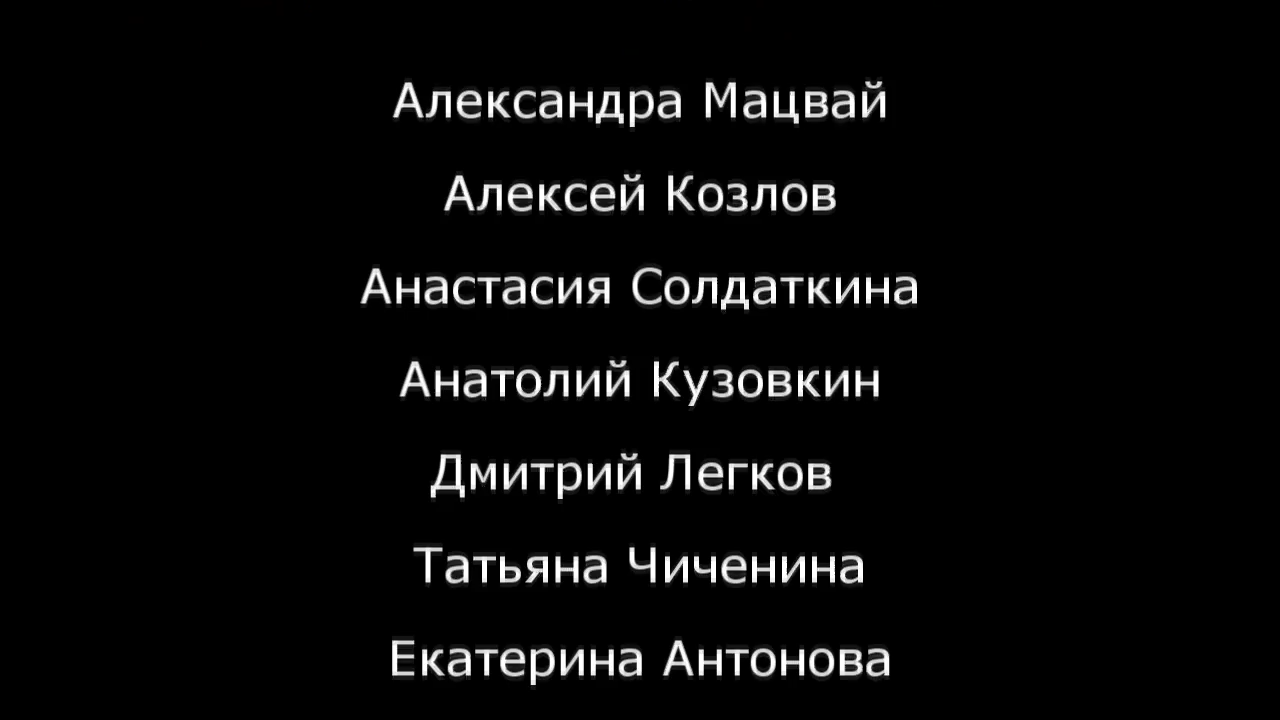 Александра Мацвай
Алексей Козлов
Анастасия Солдаткина
Анатолий Кузовкин
Дмитрий Легков
Татьяна Чиченина
Екатерина Антонова